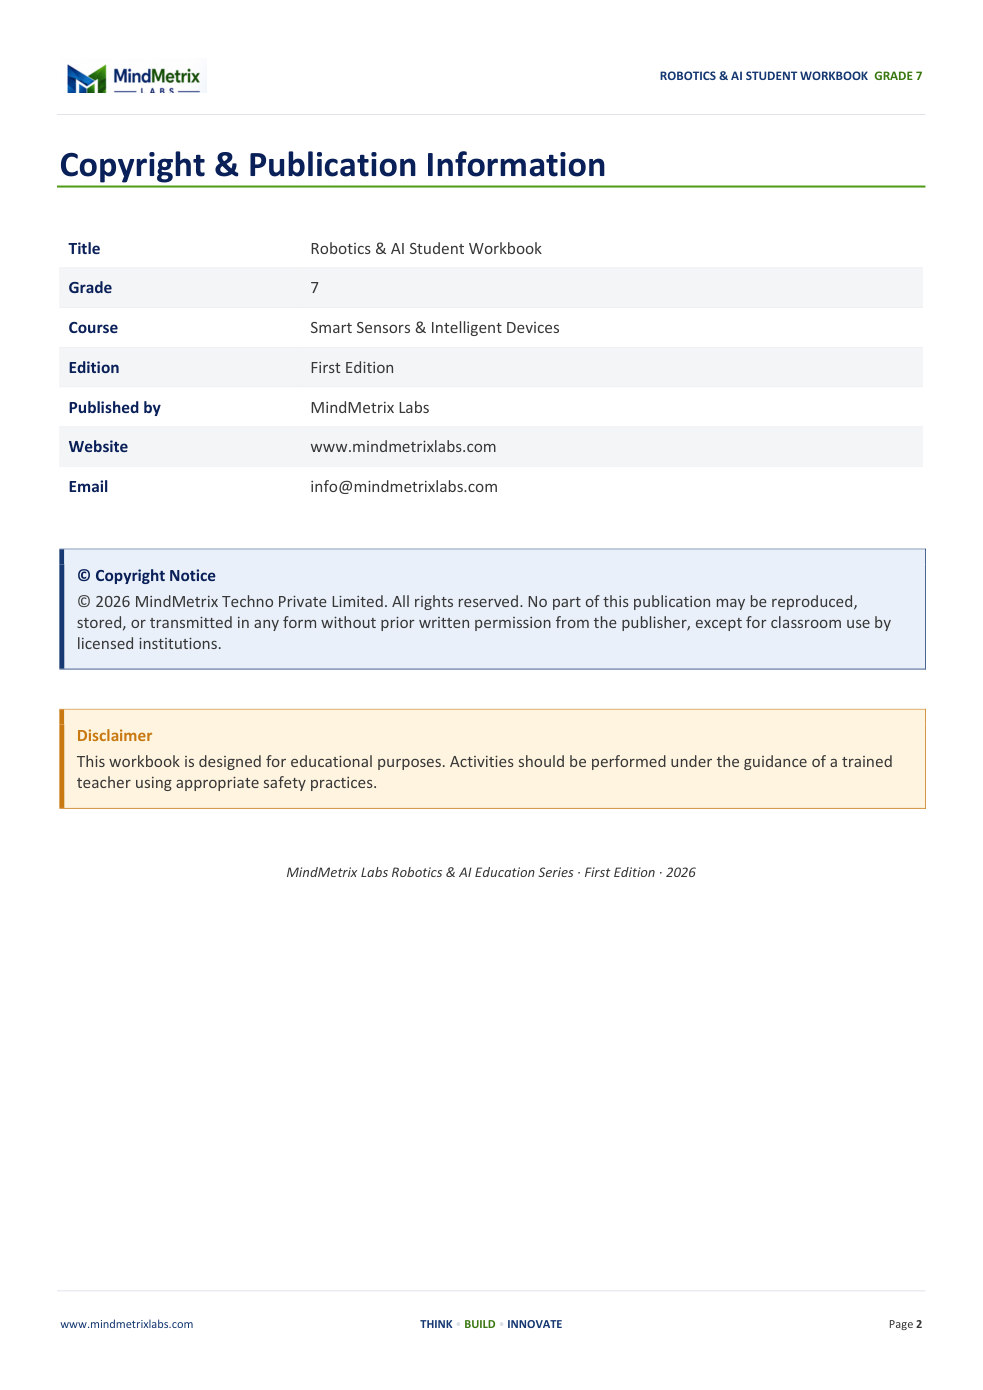 MindMetrix
LABS
ROBOTICS & AI STUDENT WORKBOOK GRADE 7
Copyright & Publication Information
Title Robotics & AI Student Workbook
Grade 7
Course Smart Sensors & Intelligent Devices
Edition First Edition
Published by MindMetrix Labs
Website www.mindmetrixlabs.com
Email info@mindmetrixlabs.com
© Copyright Notice
© 2026 MindMetrix Techno Private Limited. All rights reserved. No part of this publication may be reproduced,
stored, or transmitted in any form without prior written permission from the publisher, except for classroom use by
licensed institutions.
Disclaimer
This workbook is designed for educational purposes. Activities should be performed under the guidance of a trained
teacher using appropriate safety practices.
MindMetrix Labs Robotics & AI Education Series · First Edition · 2026
www.mindmetrixlabs.com THINK • BUILD • INNOVATE Page 2